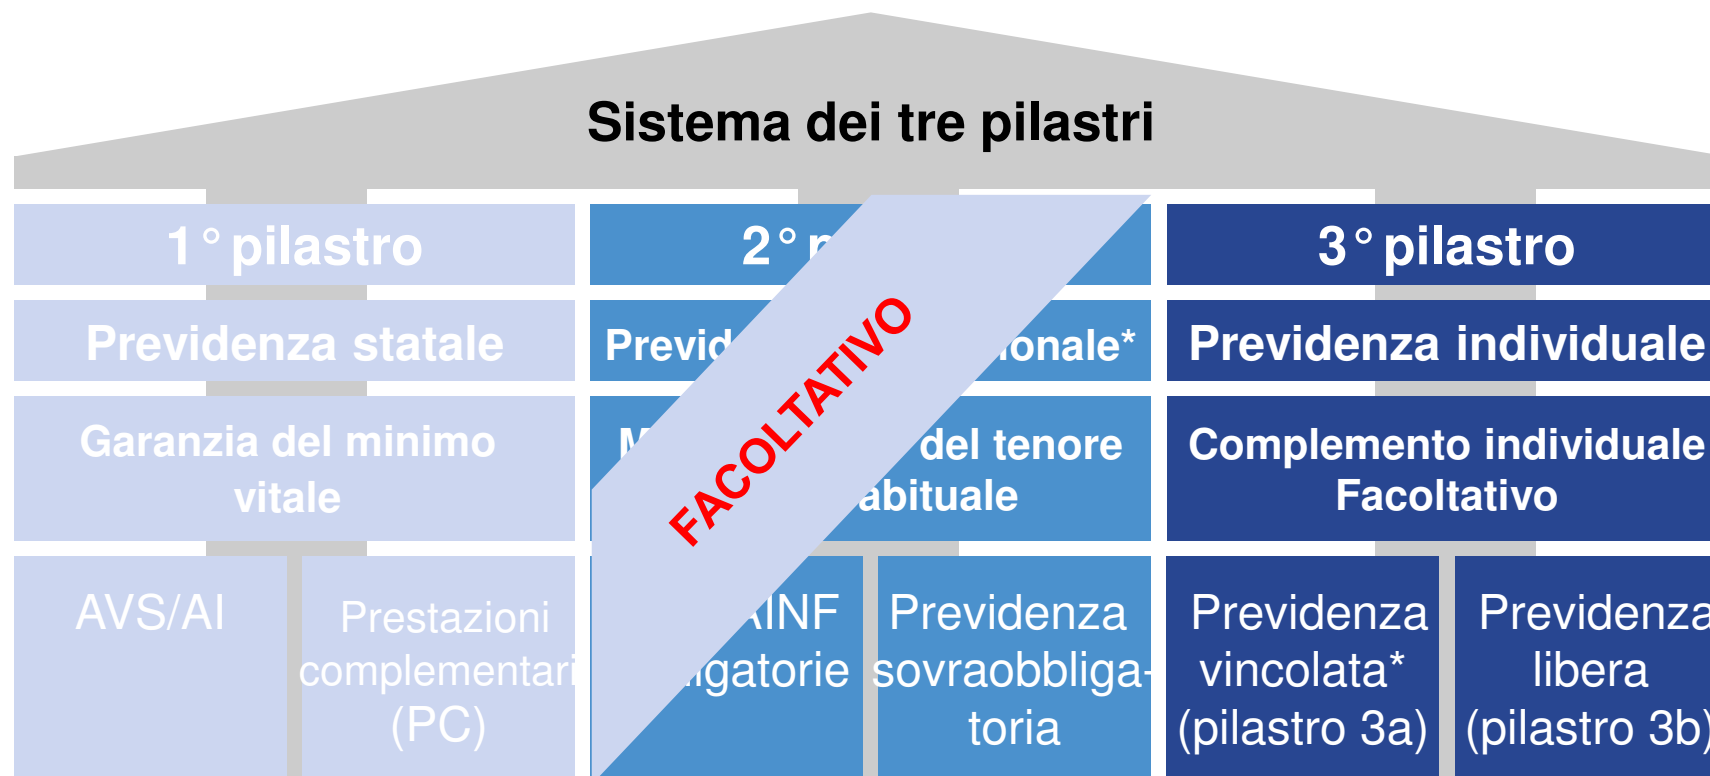 Sistema dei tre pilastri
1° pilastro
2°
3° pilastro
Previdenza statale
ionale*
Previdenza individuale
FACOLTATIVO
Garanzia del minimo
vitale
del tenore
abituale
Complemento individuale
Facoltativo
AVS/AI
Prestazioni
complementari
(PC)
AINF
igatorie
Previdenza
sovraobbliga-
toria
Previdenza
vincolata*
(pilastro 3a)
Previdenza
libera
(pilastro 3b)